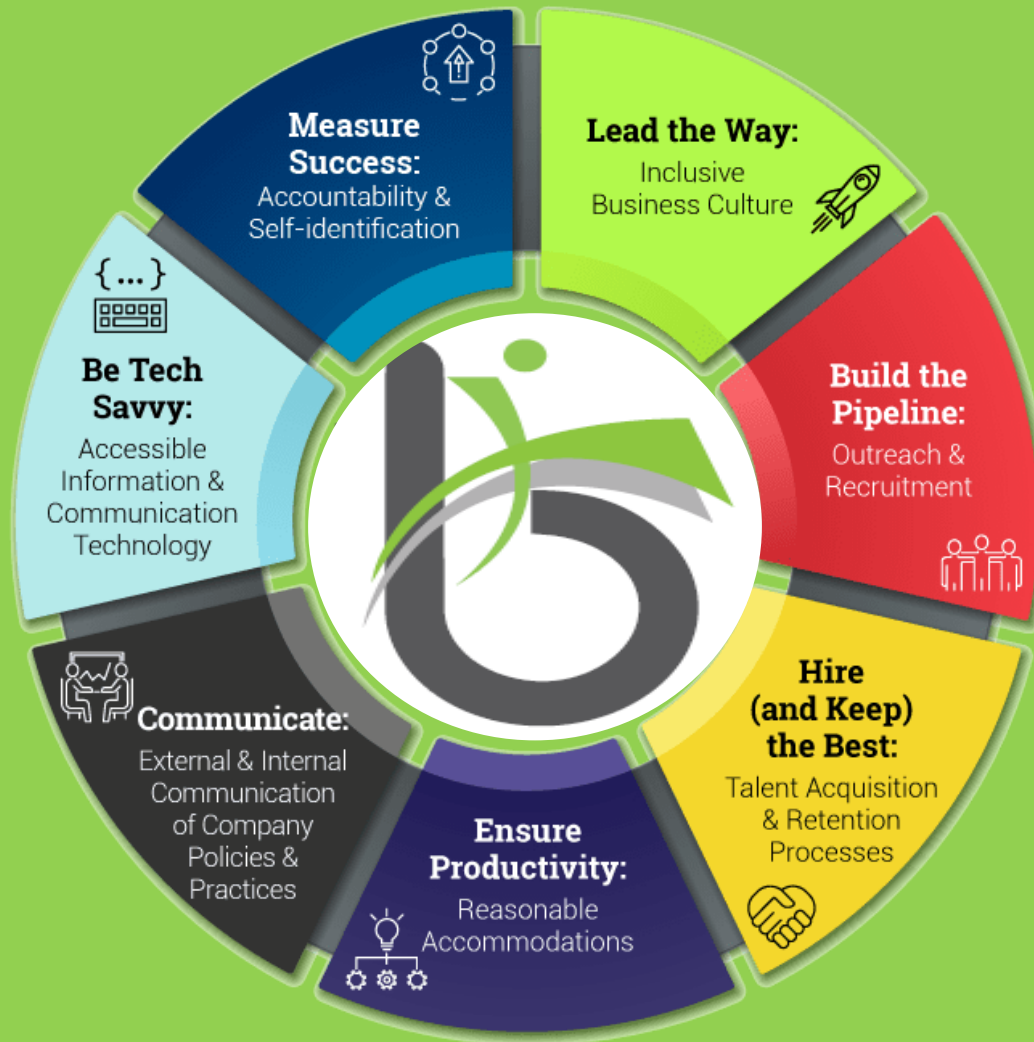 Lead the Way:
Inclusive
Business Culture
Build the
Pipeline:
Outreach &
Recruitment
Hire
(and Keep)
the Best:
Talent Acquisition
& Retention
Processes
Ensure
Productivity:
Reasonable
Accommodations
Communicate:
External & Internal
Communication
of Company
Policies &
Practices
{...}
Be Tech
Savvy:
Accessible
Information &
Communication
Technology
Measure
Success:
Accountability &
Self-identification